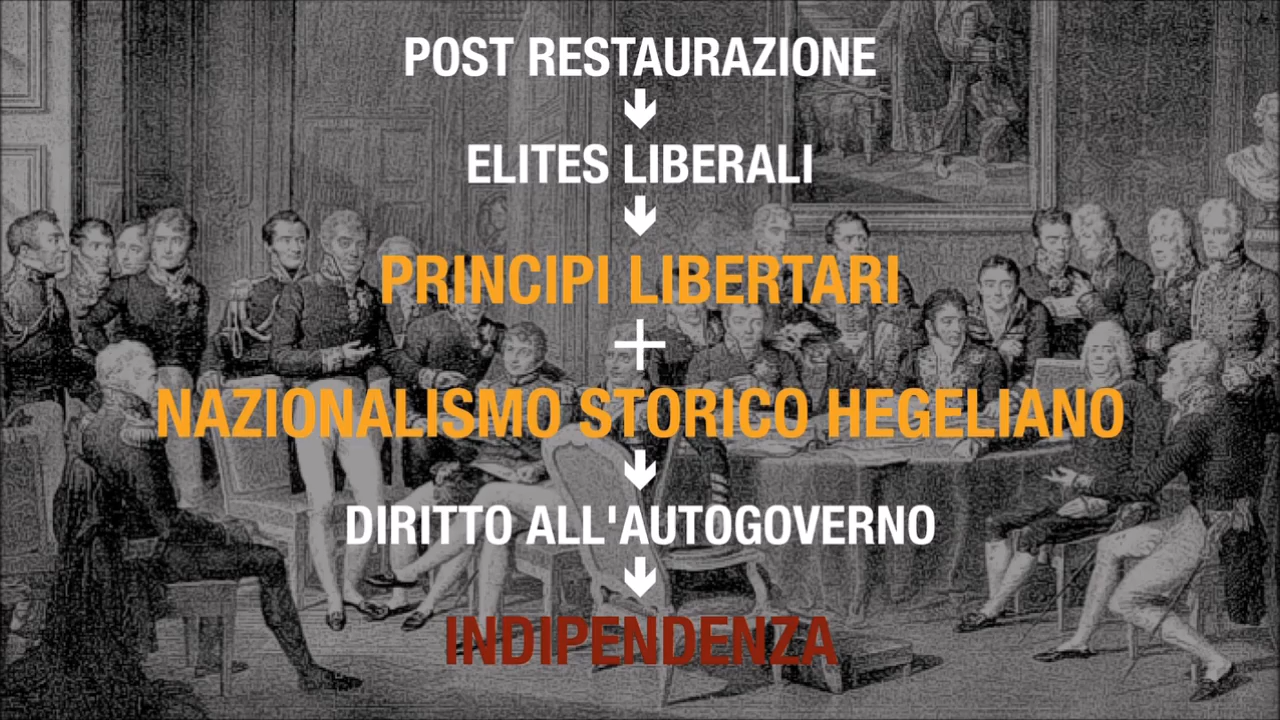 POST RESTAURAZIONE
ELITES LIBERALI
PRINCIPI LIBERTARI
+
NAZIONALISMO STORICO HEGELIANO
DIRITTO ALL'AUTOGOVERNO
INDIPENDENZA